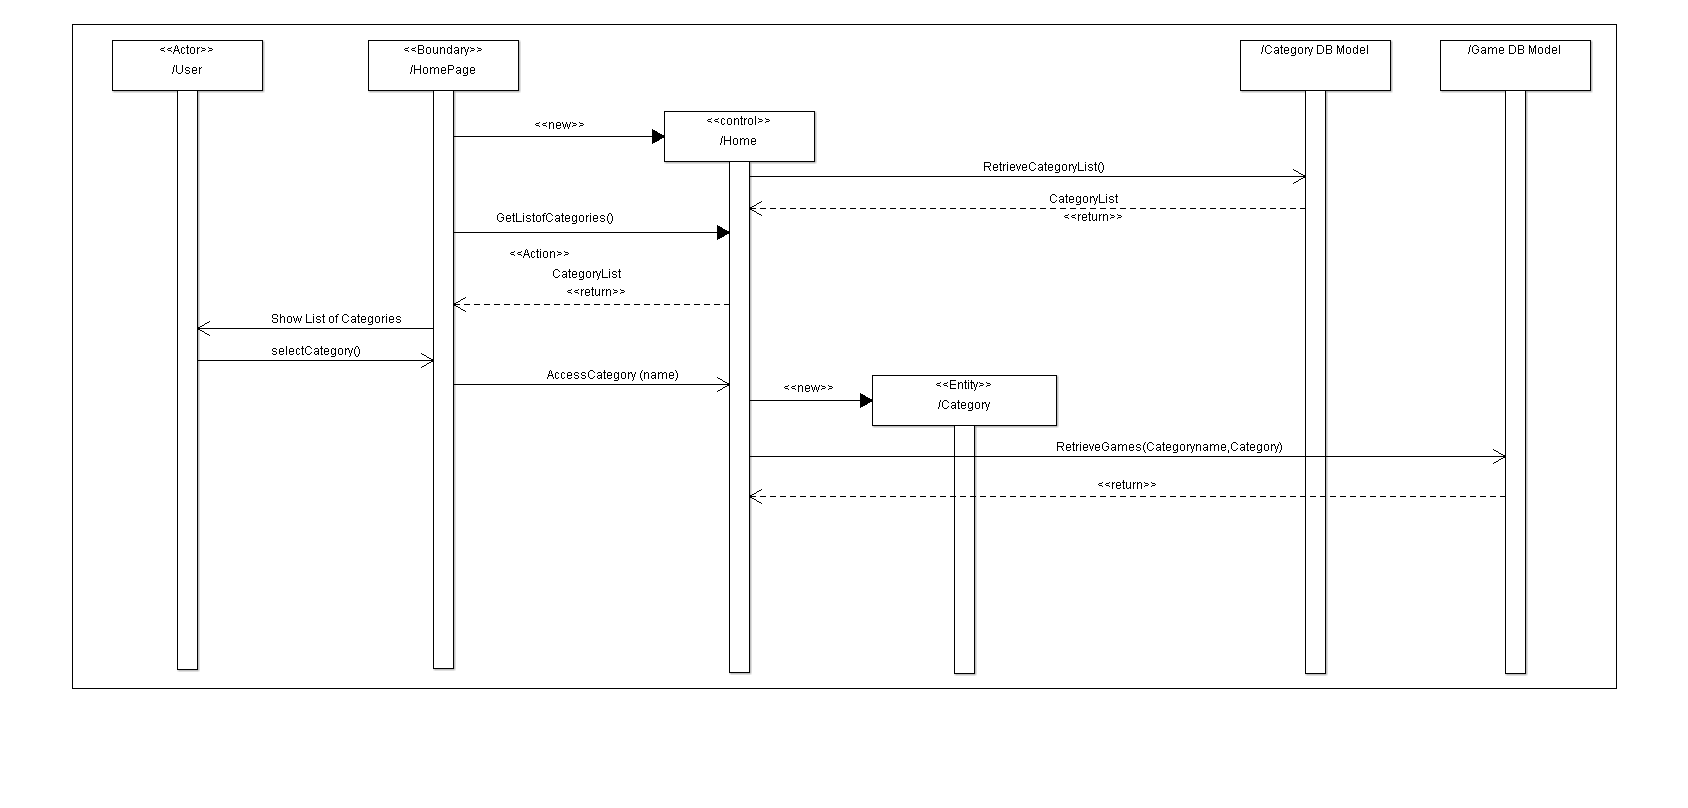 <<Actor>>
/User
<<Boundary>>
/HomePage
/Category DB Model
/Game DB Model
<<new>>
<<control>>
/Home
RetrieveCategoryList()
CategoryList
<<return>>
GetListofCategories()
<<Action>>
CategoryList
<<return>>
Show List of Categories
selectCategory()
AccessCategory (name)
<<new>>
<<Entity>>
/Category
RetrieveGames(Categoryname,Category)
<<return>>